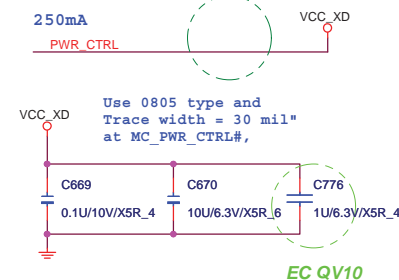 250mA
VCC_XD
PWR_CTRL
VCC_XD
Use 0805 type and
Trace width = 30 mil"
at MC_PWR_CTRL#,
C669
C670
C776
0.1U/10V/X5R_4
10U/6.3V/X5R_6
1U/6.3V/X5R_4
EC QV10